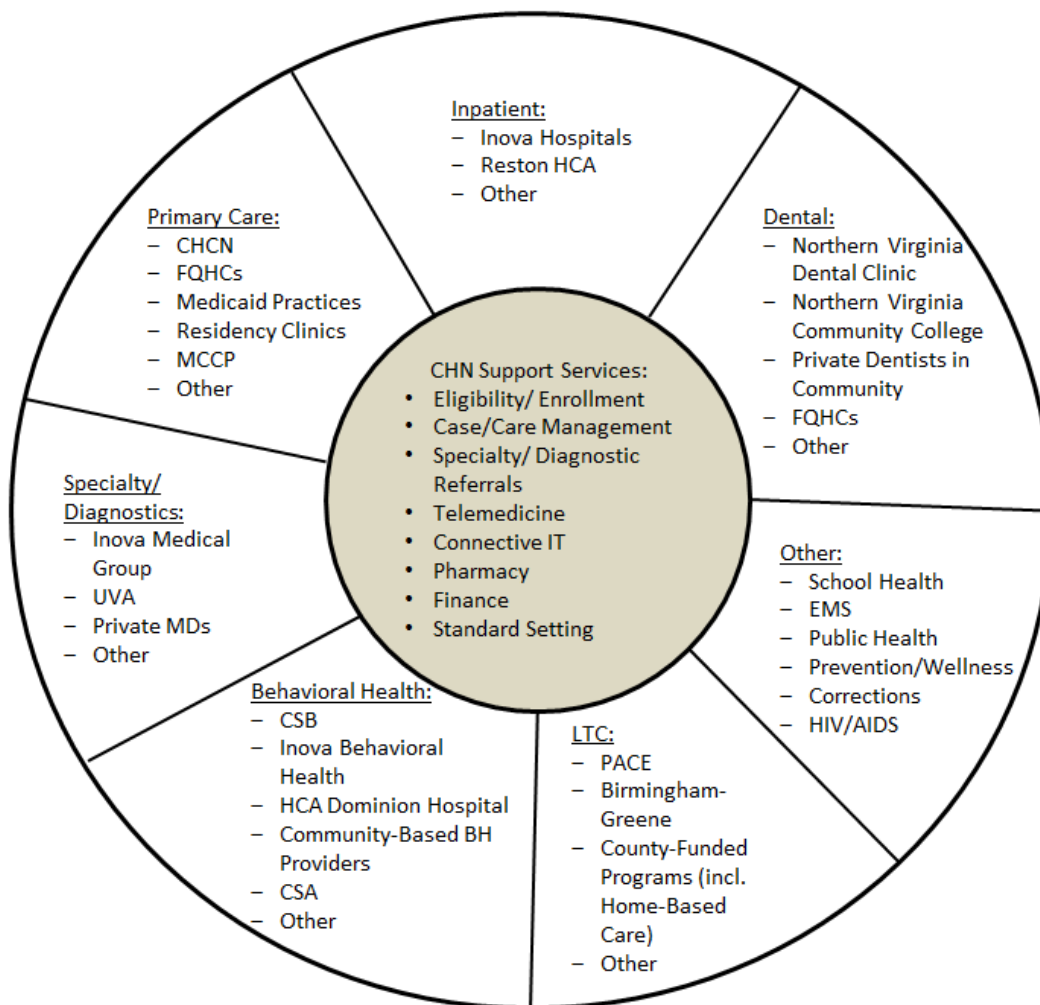 Inpatient:
– Inova Hospitals
– Reston HCA
– Other
Dental:
– Northern Virginia
Dental Clinic
– Northern Virginia
Community College
– Private Dentists in
Community
– FQHCs
– Other
Other:
– School Health
– EMS
– Public Health
– Prevention/Wellness
– Corrections
– HIV/AIDS
LTC:
– PACE
– Birmingham-
Greene
– County-Funded
Programs (incl.
Home-Based
Care)
– Other
Behavioral Health:
– CSB
– Inova Behavioral
Health
– HCA Dominion Hospital
– Community-Based BH
Providers
– CSA
– Other
Specialty/
Diagnostics:
– Inova Medical
Group
– UVA
– Private MDs
– Other
Primary Care:
– CHCN
– FQHCs
– Medicaid Practices
– Residency Clinics
– MCCP
– Other
CHN Support Services:
• Eligibility/ Enrollment
• Case/Care Management
• Specialty/ Diagnostic
Referrals
• Telemedicine
• Connective IT
• Pharmacy
• Finance
• Standard Setting